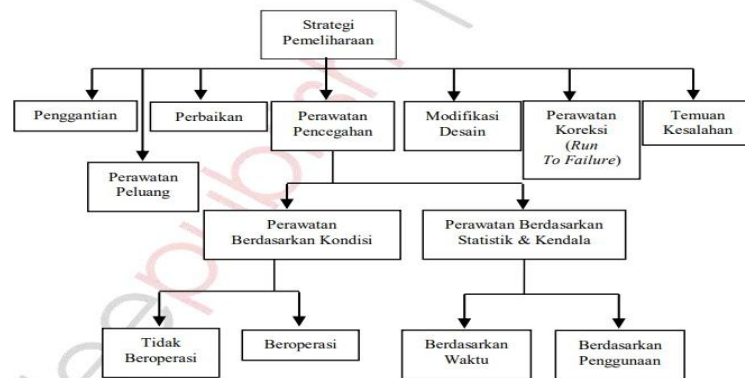 Strategi
Pemeliharaan
Penggantian
Perbaikan
Perawatan
Pencegahan
Modifikasi
Desain
Perawatan
Koreksi
(Run
To Failure)
Temuan
Kesalahan
Perawatan
Peluang
Perawatan
Berdasarkan Kondisi
Perawatan Berdasarkan
Statistik & Kendala
Tidak
Beroperasi
Beroperasi
Berdasarkan
Waktu
Berdasarkan
Penggunaan